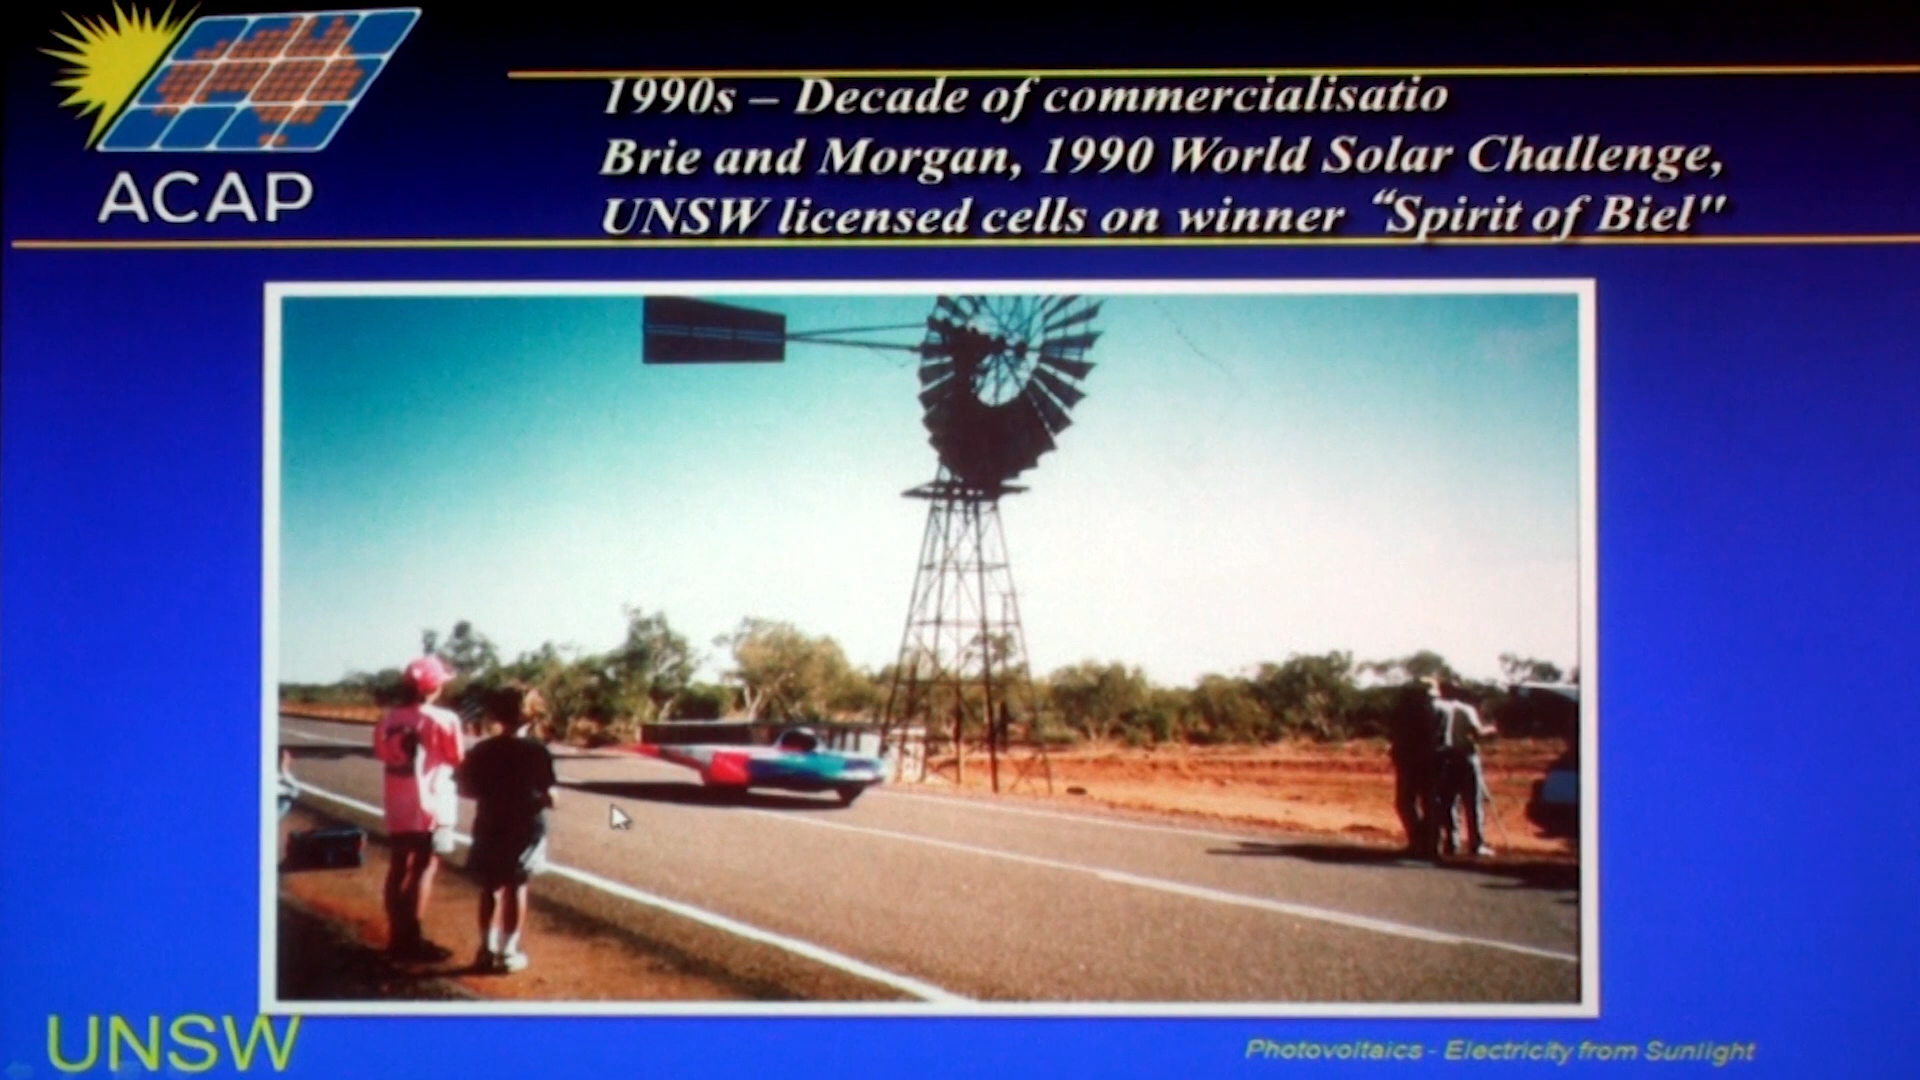 ACAP
1990s – Decade of commercialisatio
Brie and Morgan, 1990 World Solar Challenge,
UNSW licensed cells on winner “Spirit of Biel"
UNSW
Photovoltaics - Electricity from Sunlight